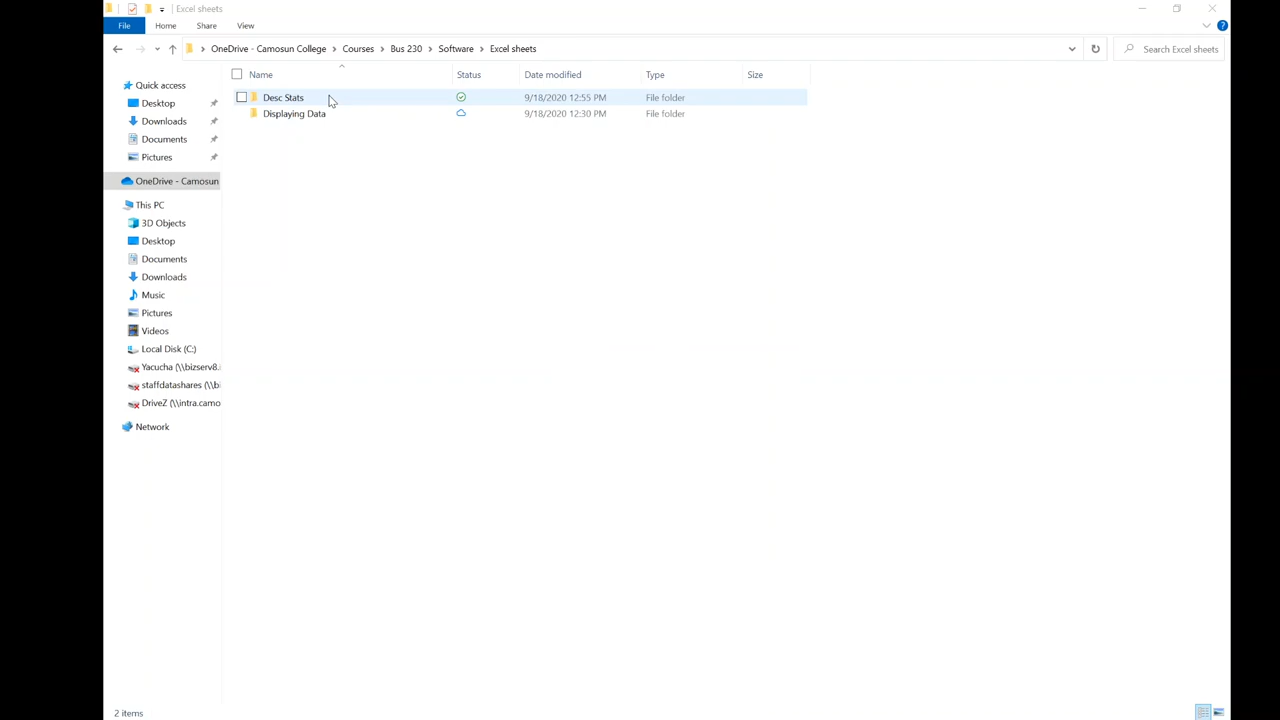 Excel sheets
File Home Share View
OneDrive - Camosun College Courses Bus 230 Software Excel sheets Search Excel sheets
Name Status Date modified Type Size
Quick access
Desktop
Downloads
Documents
Pictures
OneDrive - Camosun
This PC
3D Objects
Desktop
Documents
Downloads
Music
Pictures
Videos
Local Disk (C:)
Yacucha (\\bizserv8.
staffdatashares (\\bi
DriveZ (\\intra.camo
Network
Desc Stats 9/18/2020 12:55 PM File folder
Displaying Data 9/18/2020 12:30 PM File folder
2 items